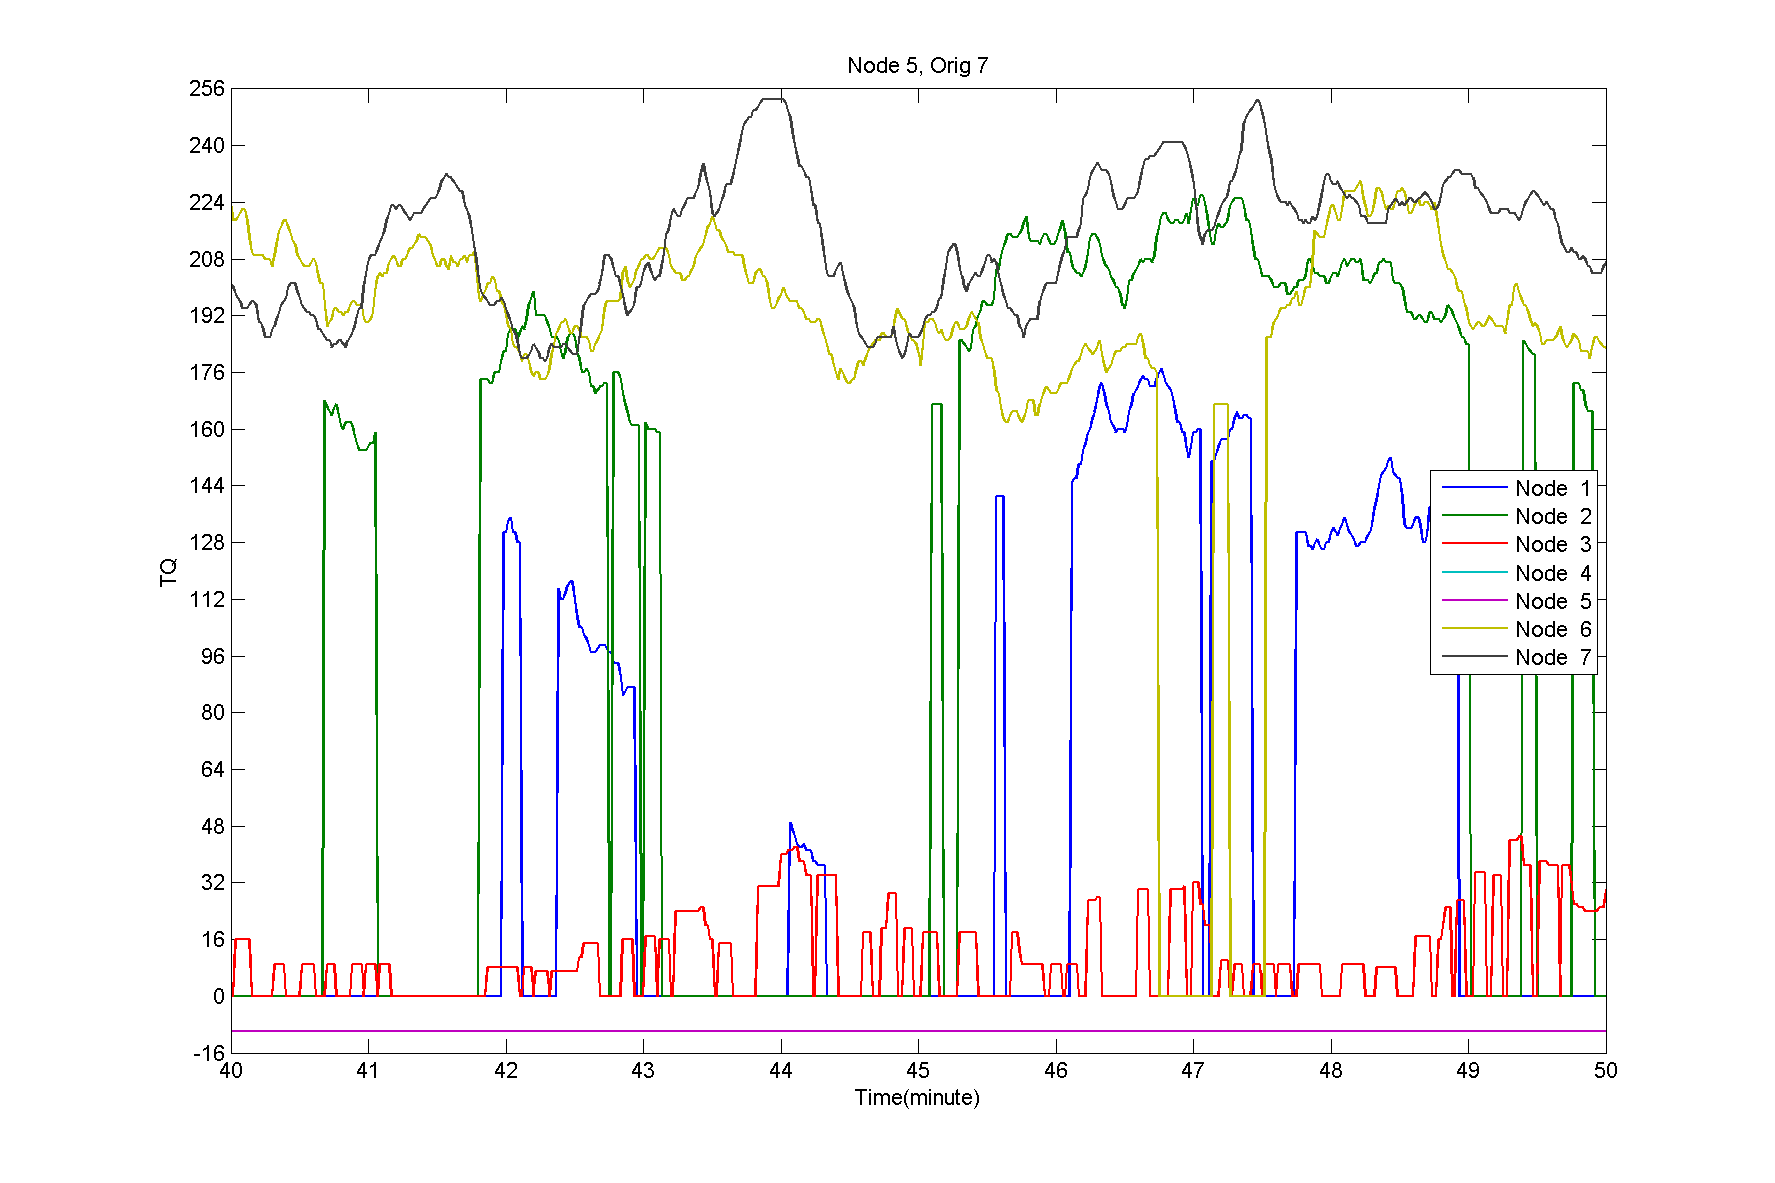 Node 5, Orig 7
256
240
224
208
192
176
160
144
128
112
96
80
64
48
32
16
0
-16
TQ
Node 1
Node 2
Node 3
Node 4
Node 5
Node 6
Node 7
40 41 42 43 44 45 46 47 48 49 50
Time(minute)